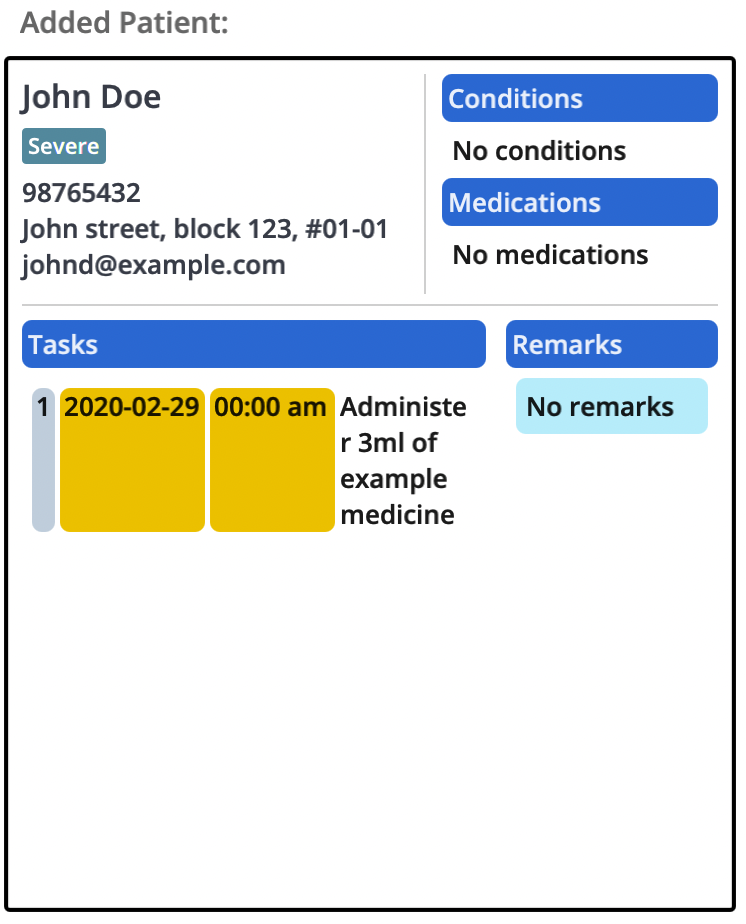 Added Patient:
John Doe
Severe
98765432
John street, block 123, #01-01
johnd@example.com
Conditions
No conditions
Medications
No medications
Tasks
1 2020-02-29 00:00 am Administe
r 3ml of
example
medicine
Remarks
No remarks